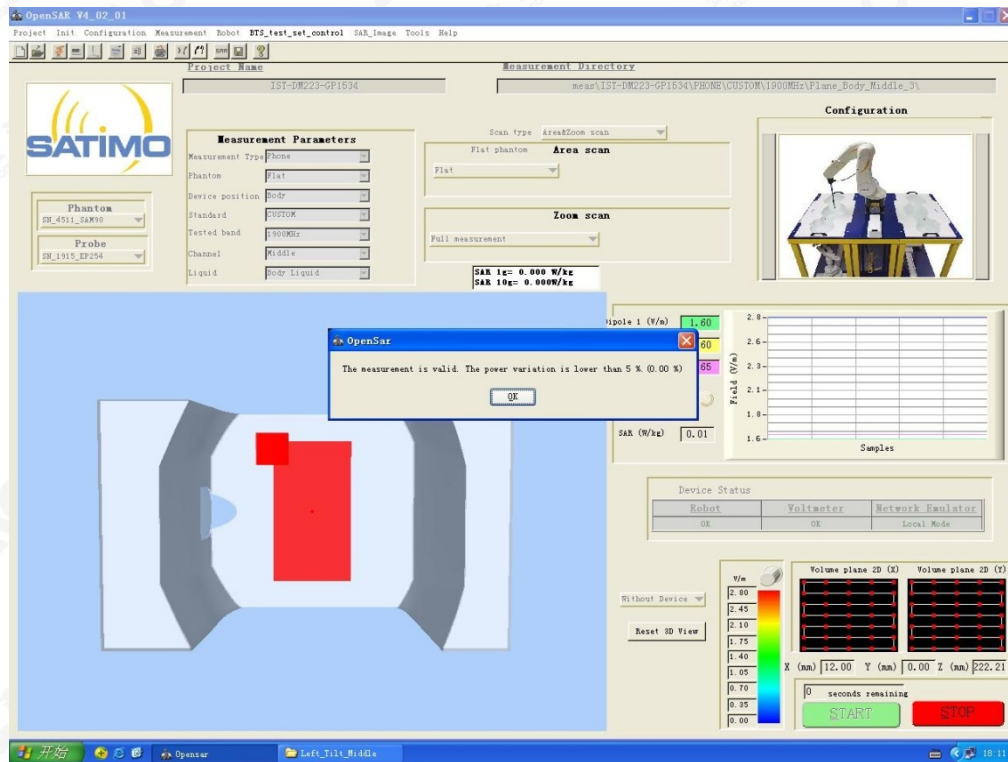 OpenSAR V4_02_01
Project Init Configuration Measurement Robot BTS_test_set_control SAR_Image Tools Help
Project Name
Measurement Directory
IST-DM223-GP1534
meas\IST-DM223-GP1534\PHONE\CUSTOM\1900MHz\Plane_Body_Middle_3\
SATIMO
Configuration
Measurement Parameters
Measurement Type Phone
Phantom Flat
Device position Body
Standard CUSTOM
Tested band 1900MHz
Channel Middle
Liquid Body Liquid
Phantom
SN_4511_SAM98
Probe
SN_1915_EP254
Scan type Area&Zoom scan
Flat phantom Area scan
Flat
Zoom scan
Full measurement
SAR 1g= 0.000 W/kg
SAR 10g= 0.000W/kg
ipole 1 (V/m) 1.60
60
65
SAR (W/kg) 0.01
Field (V/m)
2.8
2.6
2.3
2.1
1.8
1.6
Samples
OpenSar
The measurement is valid. The power variation is lower than 5 %. (0.00 %)
OK
Device Status
Robot Voltmeter Network Emulator
OK OK Local Mode
Without Device
Reset 3D View
V/m
2.80
2.45
2.10
1.75
1.40
1.05
0.70
0.35
0.00
Volume plane 2D (X) Volume plane 2D (Y)
X (mm) 12.00 Y (mm) 0.00 Z (mm) 222.21
0 seconds remaining
START STOP
开始 Opensar Left_Tilt_Middle 18:11